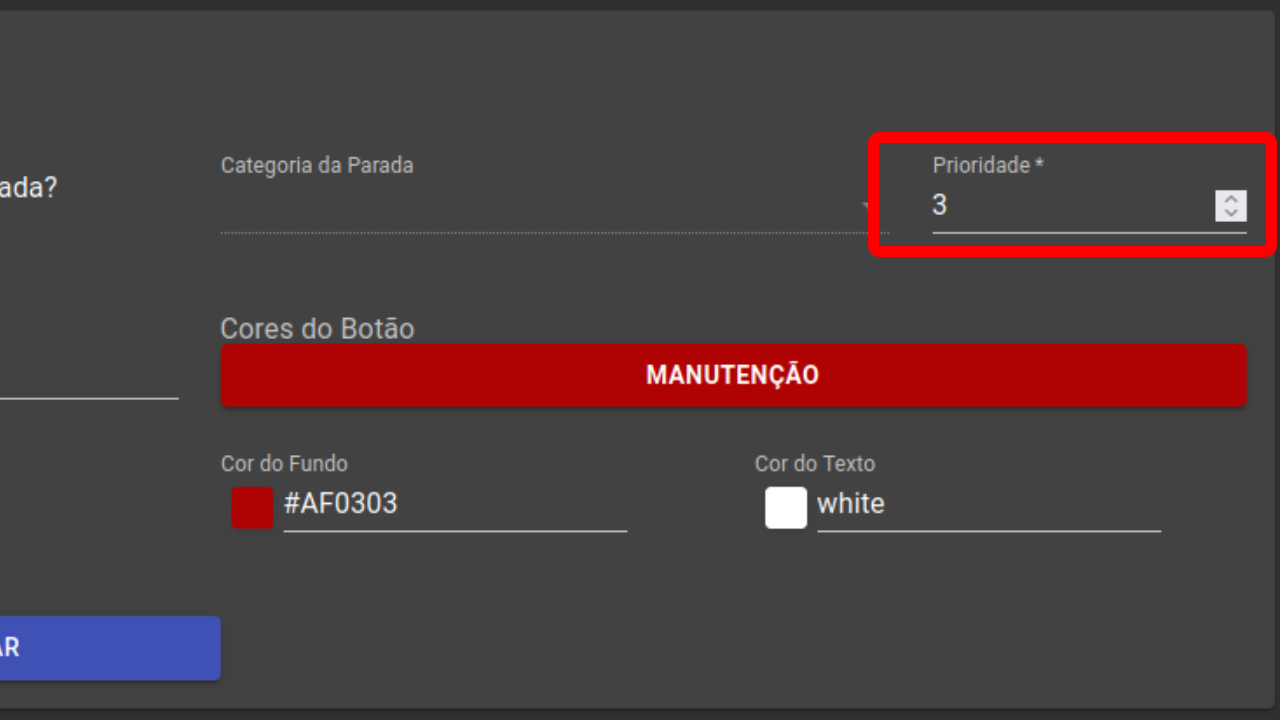 Categoria da Parada
Prioridade *
ada?
3
Cores do Botão
MANUTENÇÃO
Cor do Fundo
Cor do Texto
#AF0303
white
AR